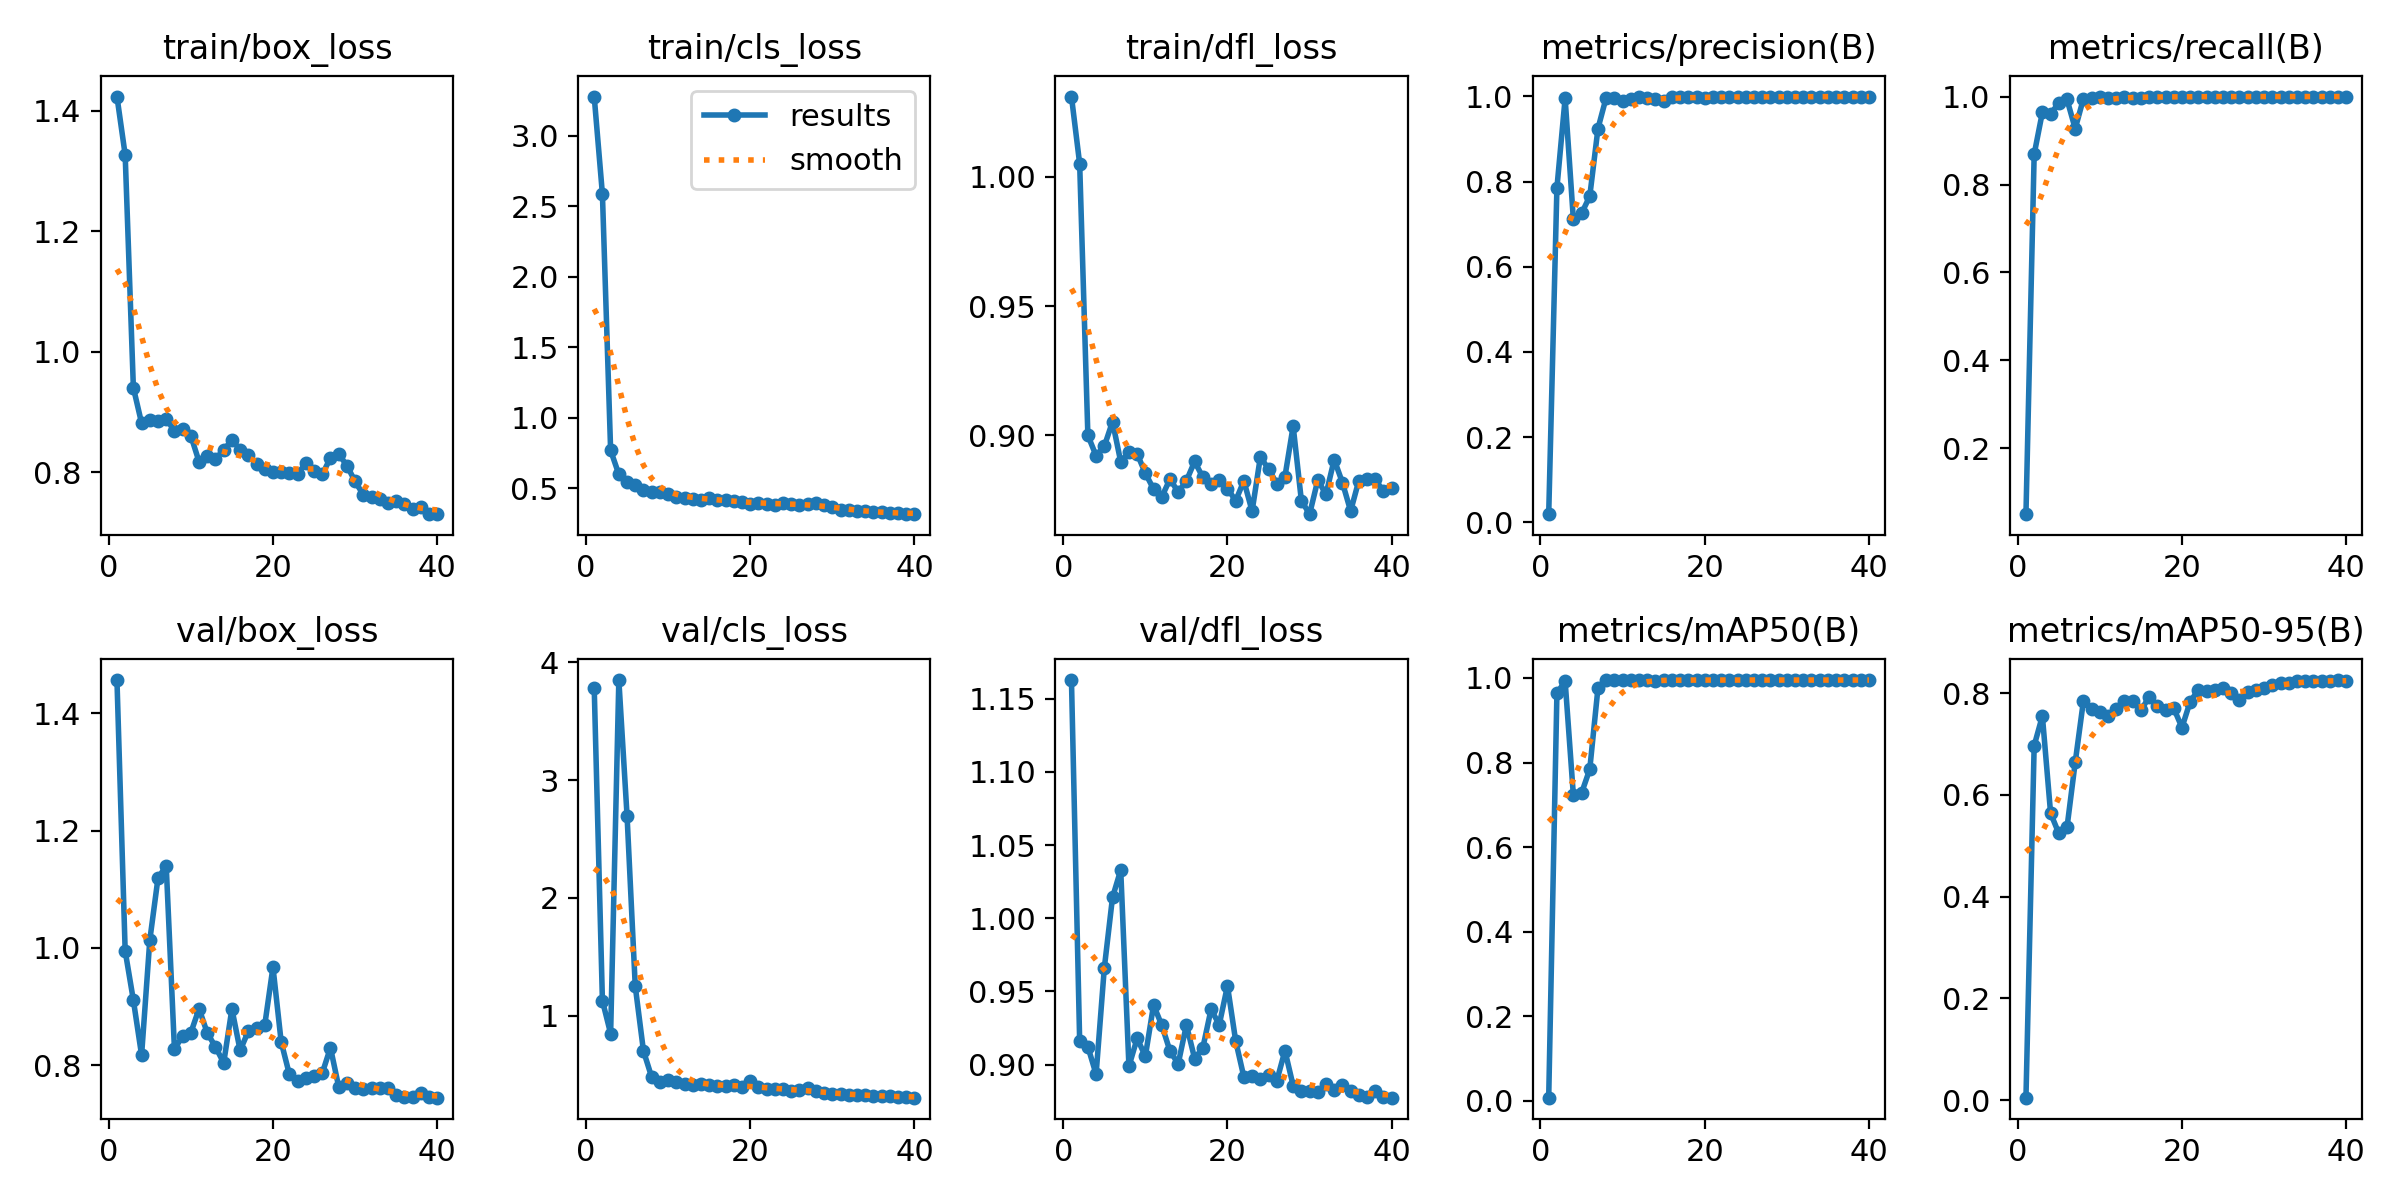 train/box_loss
1.4
1.2
1.0
0.8
0 20 40
train/cls_loss
results
smooth
3.0
2.5
2.0
1.5
1.0
0.5
0 20 40
train/dfl_loss
1.00
0.95
0.90
0 20 40
metrics/precision(B)
1.0
0.8
0.6
0.4
0.2
0.0
0 20 40
metrics/recall(B)
1.0
0.8
0.6
0.4
0.2
0 20 40
val/box_loss
1.4
1.2
1.0
0.8
0 20 40
val/cls_loss
4
3
2
1
0 20 40
val/dfl_loss
1.15
1.10
1.05
1.00
0.95
0.90
0 20 40
metrics/mAP50(B)
1.0
0.8
0.6
0.4
0.2
0.0
0 20 40
metrics/mAP50-95(B)
0.8
0.6
0.4
0.2
0.0
0 20 40